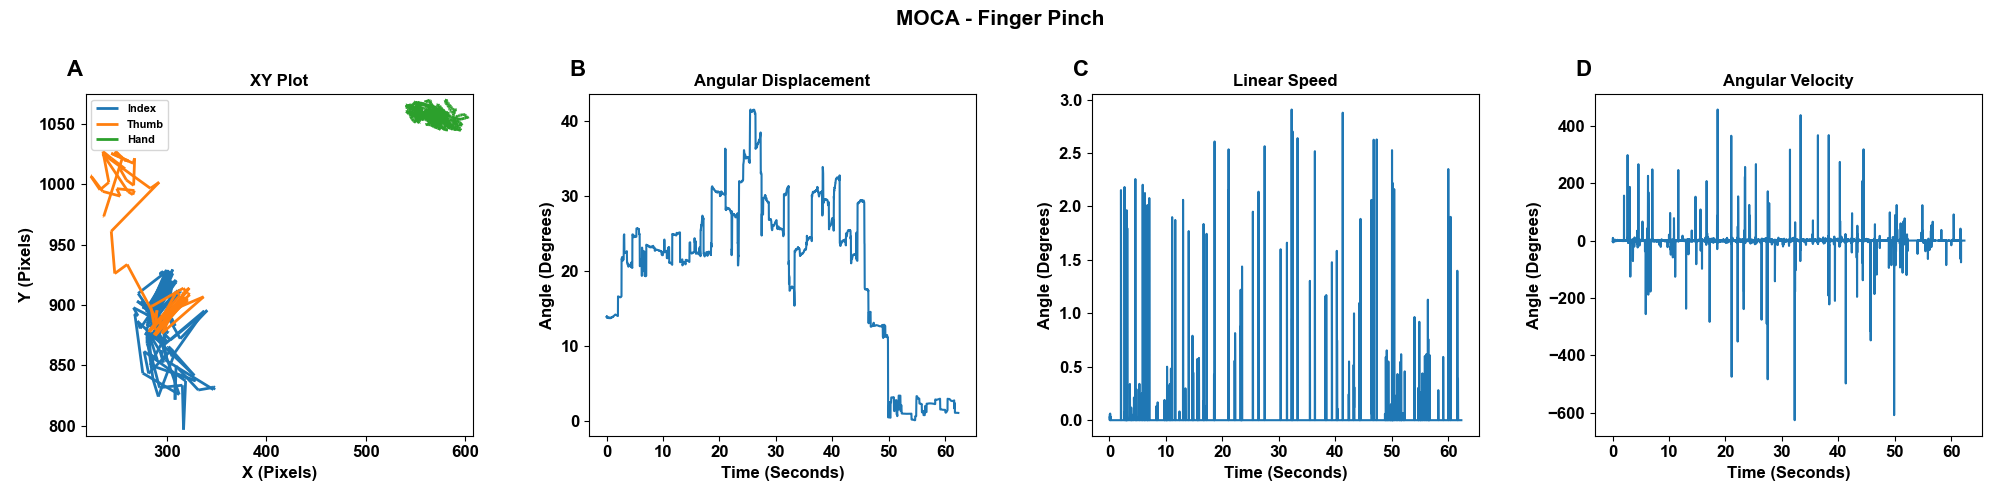 MOCA - Finger Pinch
A
XY Plot
Index
Thumb
Hand
1050
1000
950
900
850
800
Y (Pixels)
300
400
500
600
X (Pixels)
B
Angular Displacement
40
30
20
10
0
Angle (Degrees)
0
10
20
30
40
50
60
Time (Seconds)
C
Linear Speed
3.0
2.5
2.0
1.5
1.0
0.5
0.0
Angle (Degrees)
0
10
20
30
40
50
60
Time (Seconds)
D
Angular Velocity
400
200
0
−200
−400
−600
Angle (Degrees)
0
10
20
30
40
50
60
Time (Seconds)